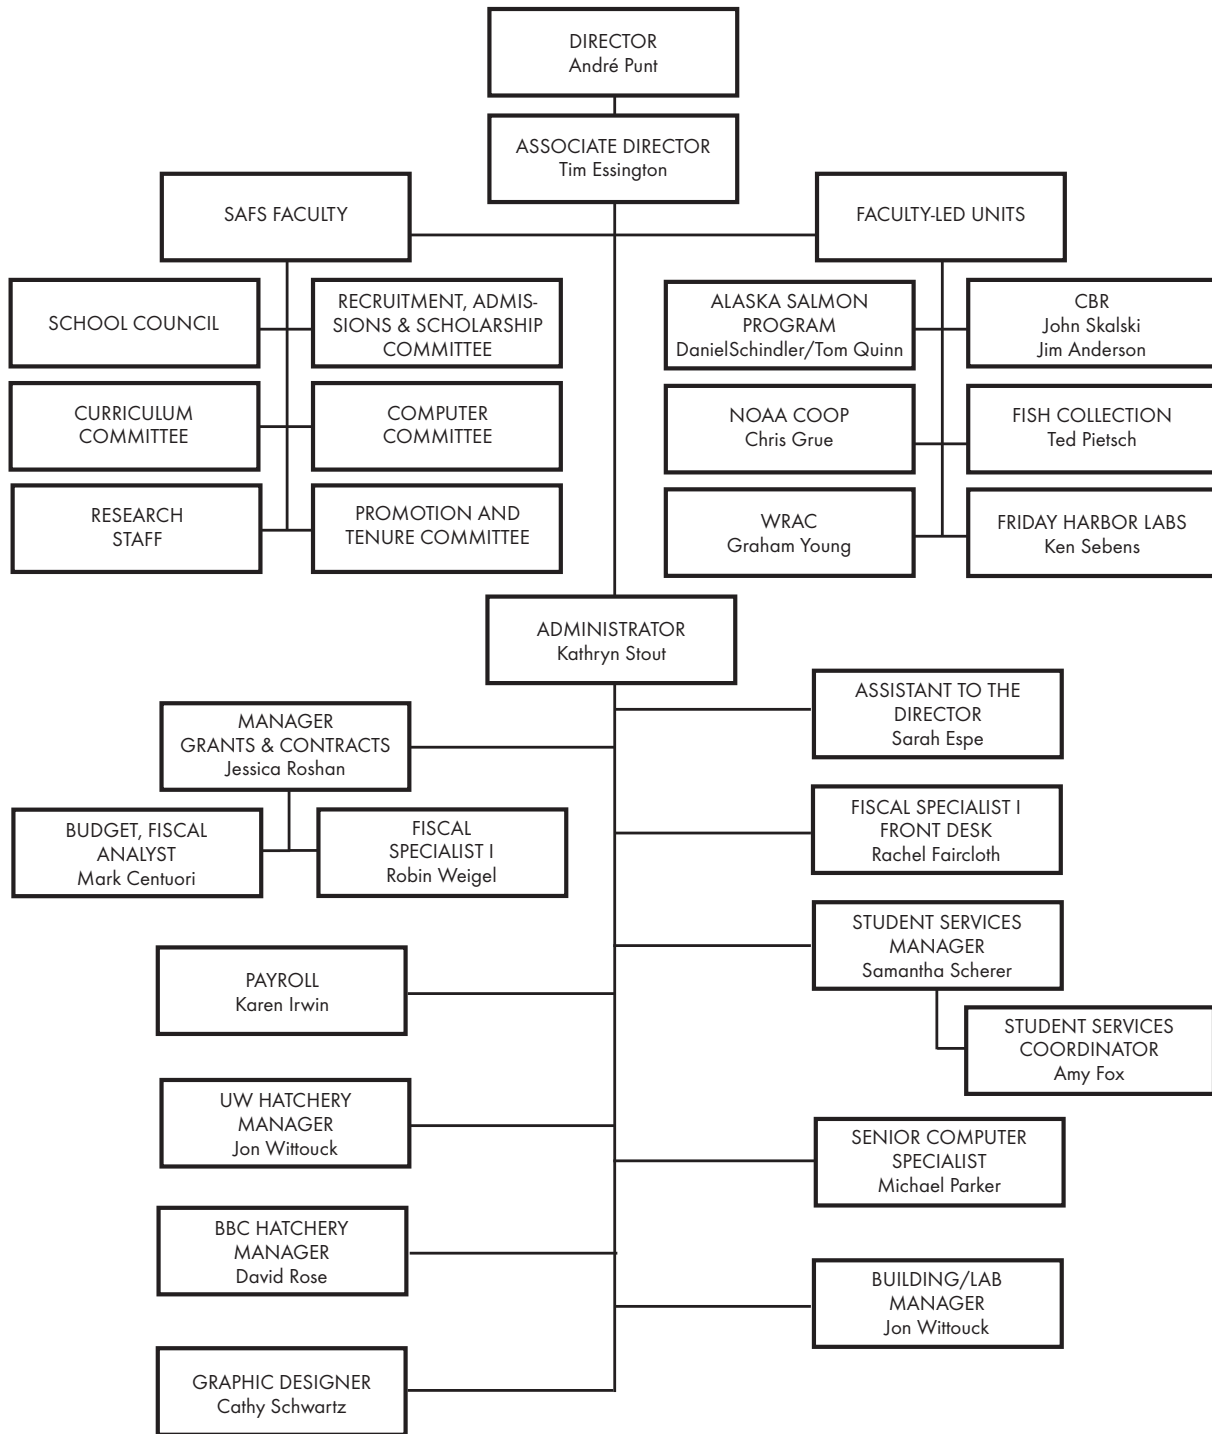 DIRECTOR
André Punt
ASSOCIATE DIRECTOR
Tim Essington
SAFS FACULTY
FACULTY-LED UNITS
SCHOOL COUNCIL
RECRUITMENT, ADMIS-
SIONS & SCHOLARSHIP
COMMITTEE
ALASKA SALMON
PROGRAM
DanielSchindler/Tom Quinn
CBR
John Skalski
Jim Anderson
CURRICULUM
COMMITTEE
COMPUTER
COMMITTEE
NOAA COOP
Chris Grue
FISH COLLECTION
Ted Pietsch
RESEARCH
STAFF
PROMOTION AND
TENURE COMMITTEE
WRAC
Graham Young
FRIDAY HARBOR LABS
Ken Sebens
ADMINISTRATOR
Kathryn Stout
MANAGER
GRANTS & CONTRACTS
Jessica Roshan
ASSISTANT TO THE
DIRECTOR
Sarah Espe
BUDGET, FISCAL
ANALYST
Mark Centuori
FISCAL
SPECIALIST I
Robin Weigel
FISCAL SPECIALIST I
FRONT DESK
Rachel Faircloth
STUDENT SERVICES
MANAGER
Samantha Scherer
PAYROLL
Karen Irwin
STUDENT SERVICES
COORDINATOR
Amy Fox
UW HATCHERY
MANAGER
Jon Wittouck
SENIOR COMPUTER
SPECIALIST
Michael Parker
BBC HATCHERY
MANAGER
David Rose
BUILDING/LAB
MANAGER
Jon Wittouck
GRAPHIC DESIGNER
Cathy Schwartz